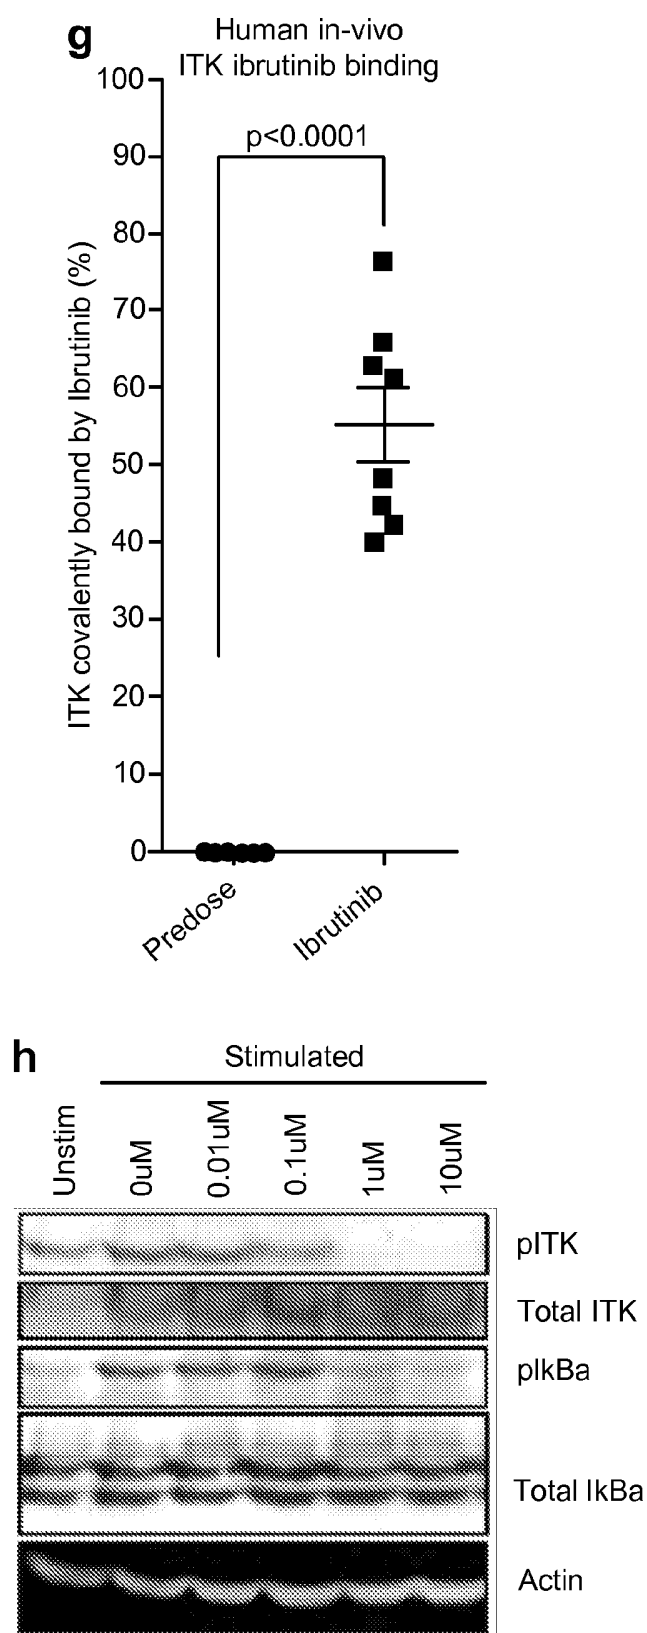 g
Human in-vivo
ITK ibrutinib binding
p<0.0001
ITK covalently bound by Ibrutinib (%)
100
90
80
70
60
50
40
30
20
10
0
Predose
Ibrutinib
h
Stimulated
Unstim
0uM
0.01uM
0.1uM
1uM
10uM
pITK
Total ITK
pIkBa
Total IkBa
Actin